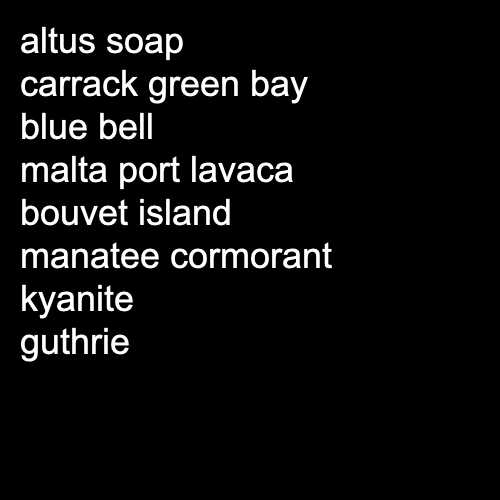 altus soap
carrack green bay
blue bell
malta port lavaca
bouvet island
manatee cormorant
kyanite
guthrie